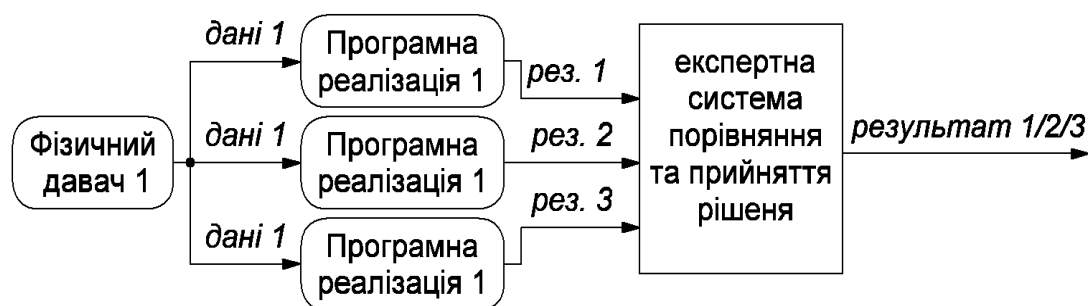 дані 1
Програмна
реалізація 1
рез. 1
Фізичний
давач 1
дані 1
Програмна
реалізація 1
рез. 2
дані 1
Програмна
реалізація 1
рез. 3
експертна
система
порівняння
та прийняття
рішеня
результат 1/2/3